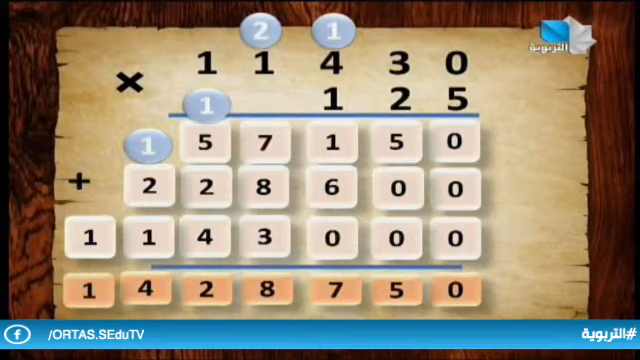 2 1
التربوية
1 1 4 3 0
×
1
1 2 5
1
5 7 1 5 0
+
2 2 8 6 0 0
1 1 4 3 0 0 0
1 4 2 8 7 5 0
f /ORTAS.SEduTV #التربوية